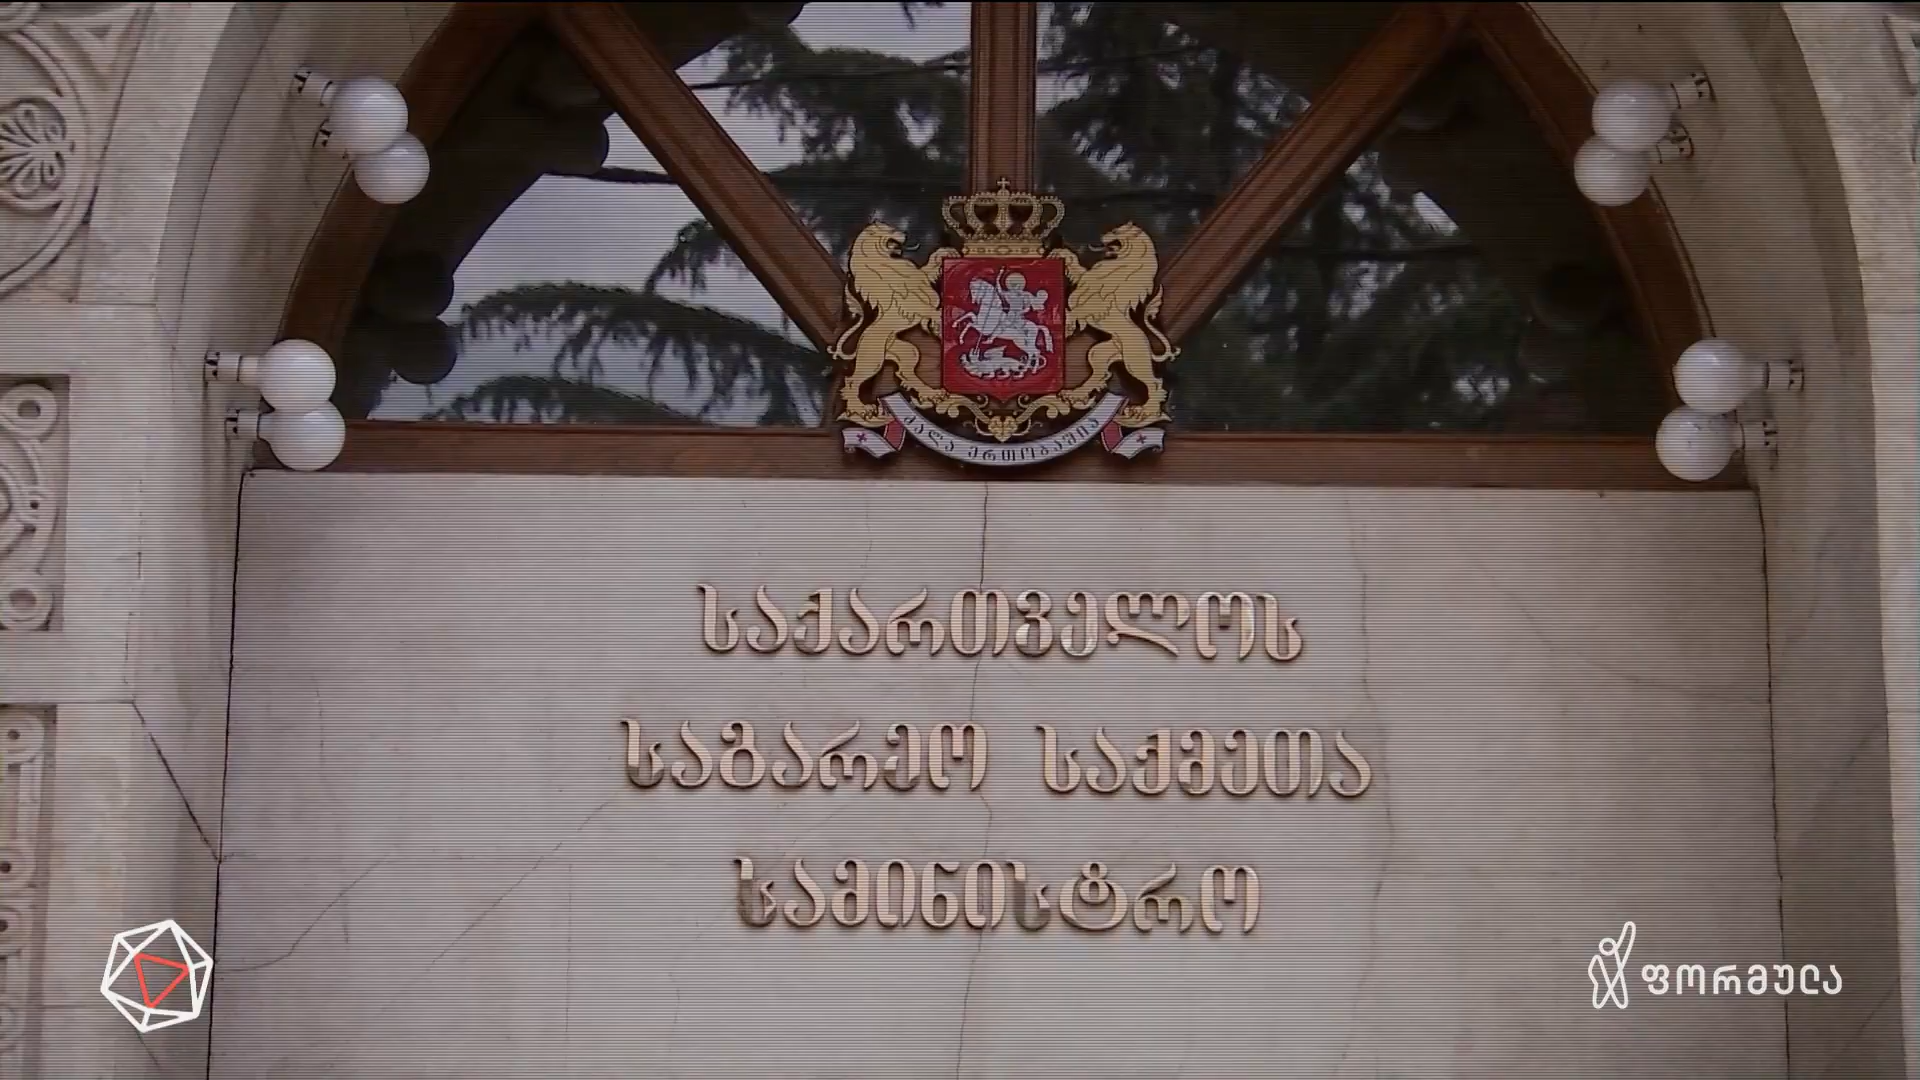 ძალა ერთობაშია
საქართველოს
საგარეო საქმეთა
სამინისტრო
ფორმულა